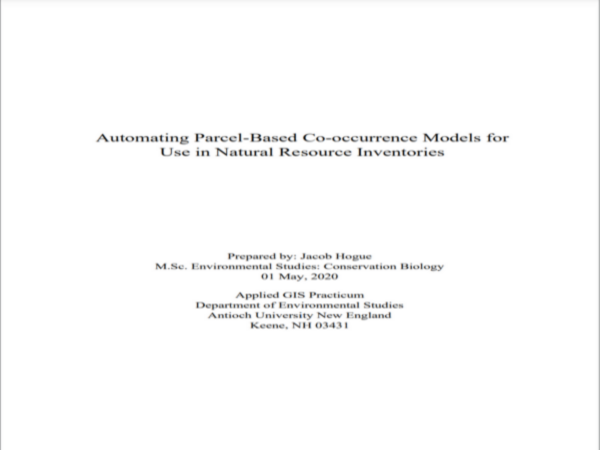 Automating Parcel-Based Co-occurrence Models for
Use in Natural Resource Inventories
Prepared by: Jacob Hogue
M.Sc. Environmental Studies: Conservation Biology
01 May, 2020
Applied GIS Practicum
Department of Environmental Studies
Antioch University New England
Keene, NH 03431